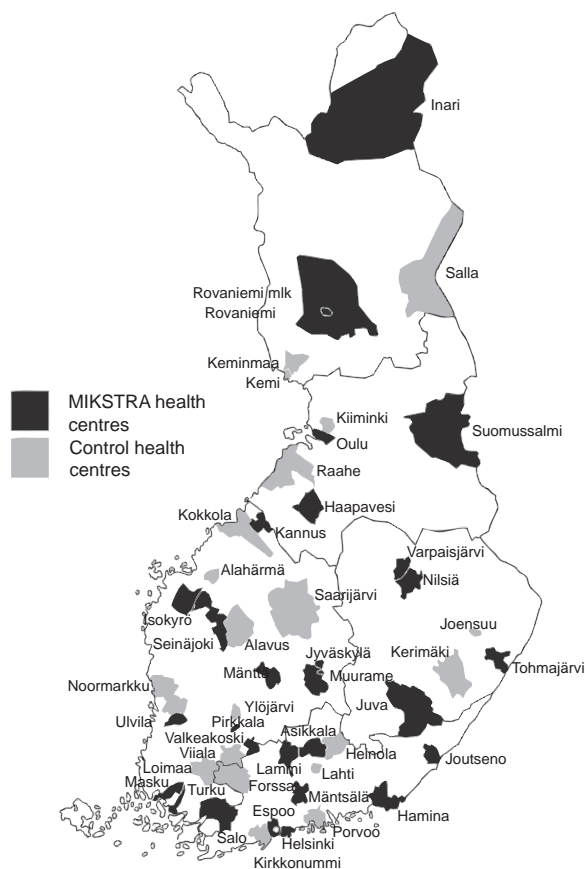 Inari
Salla
Rovaniemi mlk
Rovaniemi
Keminmaa
Kemi
MIKSTRA health
centres
Control health
centres
Kiiminki
Oulu
Suomussalmi
Raahe
Haapavesi
Kokkola
Kannus
Varpaisjärvi
Nilsiä
Alahärmä
Saarijärvi
Isokyrö
Joensuu
Seinäjoki
Alavus
Jyväskylä
Kerimäki
Tohmajärvi
Mänttä
Muurame
Noormarkku
Juva
Ylöjärvi
Ulvila
Pirkkala
Asikkala
Valkeakoski
Heinola
Joutseno
Viiala
Loimaa
Lammi
Lahti
Masku
Turku
Forssa
Mäntsälä
Hamina
Espoo
Porvoo
Salo
Helsinki
Kirkkonummi